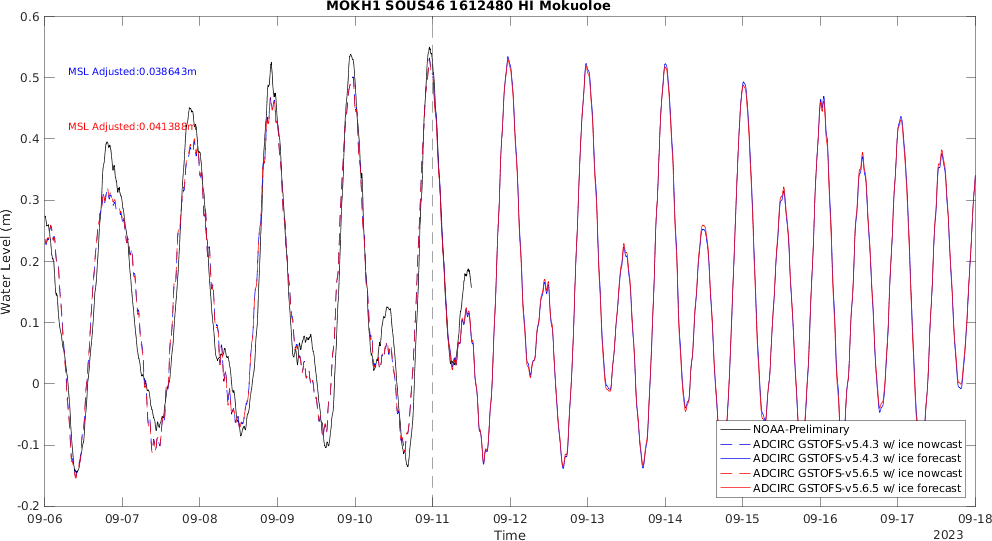 MOKH1 SOUS46 1612480 HI Mokuoloe
0.6
0.5
0.4
0.3
0.2
0.1
0
-0.1
-0.2
Water Level (m)
MSL Adjusted:0.038643m
MSL Adjusted:0.041388m
NOAA-Preliminary
ADCIRC GSTOFS-v5.4.3 w/ ice nowcast
ADCIRC GSTOFS-v5.4.3 w/ ice forecast
ADCIRC GSTOFS-v5.6.5 w/ ice nowcast
ADCIRC GSTOFS-v5.6.5 w/ ice forecast
09-06 09-07 09-08 09-09 09-10 09-11 09-12 09-13 09-14 09-15 09-16 09-17 09-18
Time
2023